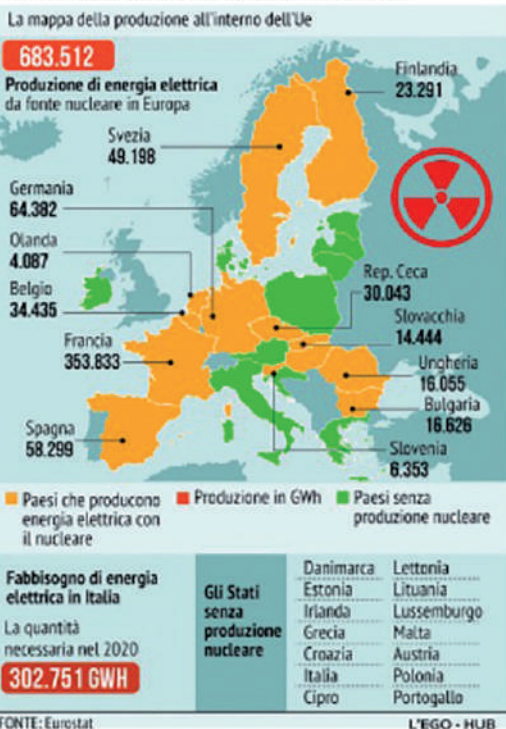 La mappa della produzione all'interno dell'Ue
683.512
Produzione di energia elettrica
da fonte nucleare in Europa
Finlandia
23.291
Svezia
49.198
Germania
64.382
Olanda
4.087
Belgio
34.435
Francia
353.833
Spagna
58.299
Rep. Ceca
30.043
Slovacchia
14.444
Ungheria
16.055
Bulgaria
16.626
Slovenia
6.353
Paesi che producono
energia elettrica con
il nucleare
Produzione in GWh
Paesi senza
produzione nucleare
Fabbisogno di energia
elettrica in Italia
La quantità
necessaria nel 2020
302.751 GWH
Gli Stati
senza
produzione
nucleare
Danimarca Lettonia
Estonia Lituania
Irlanda Lussemburgo
Grecia Malta
Croazia Austria
Italia Polonia
Cipro Portogallo
FONTE: Eurostat
L'EGO - HUB